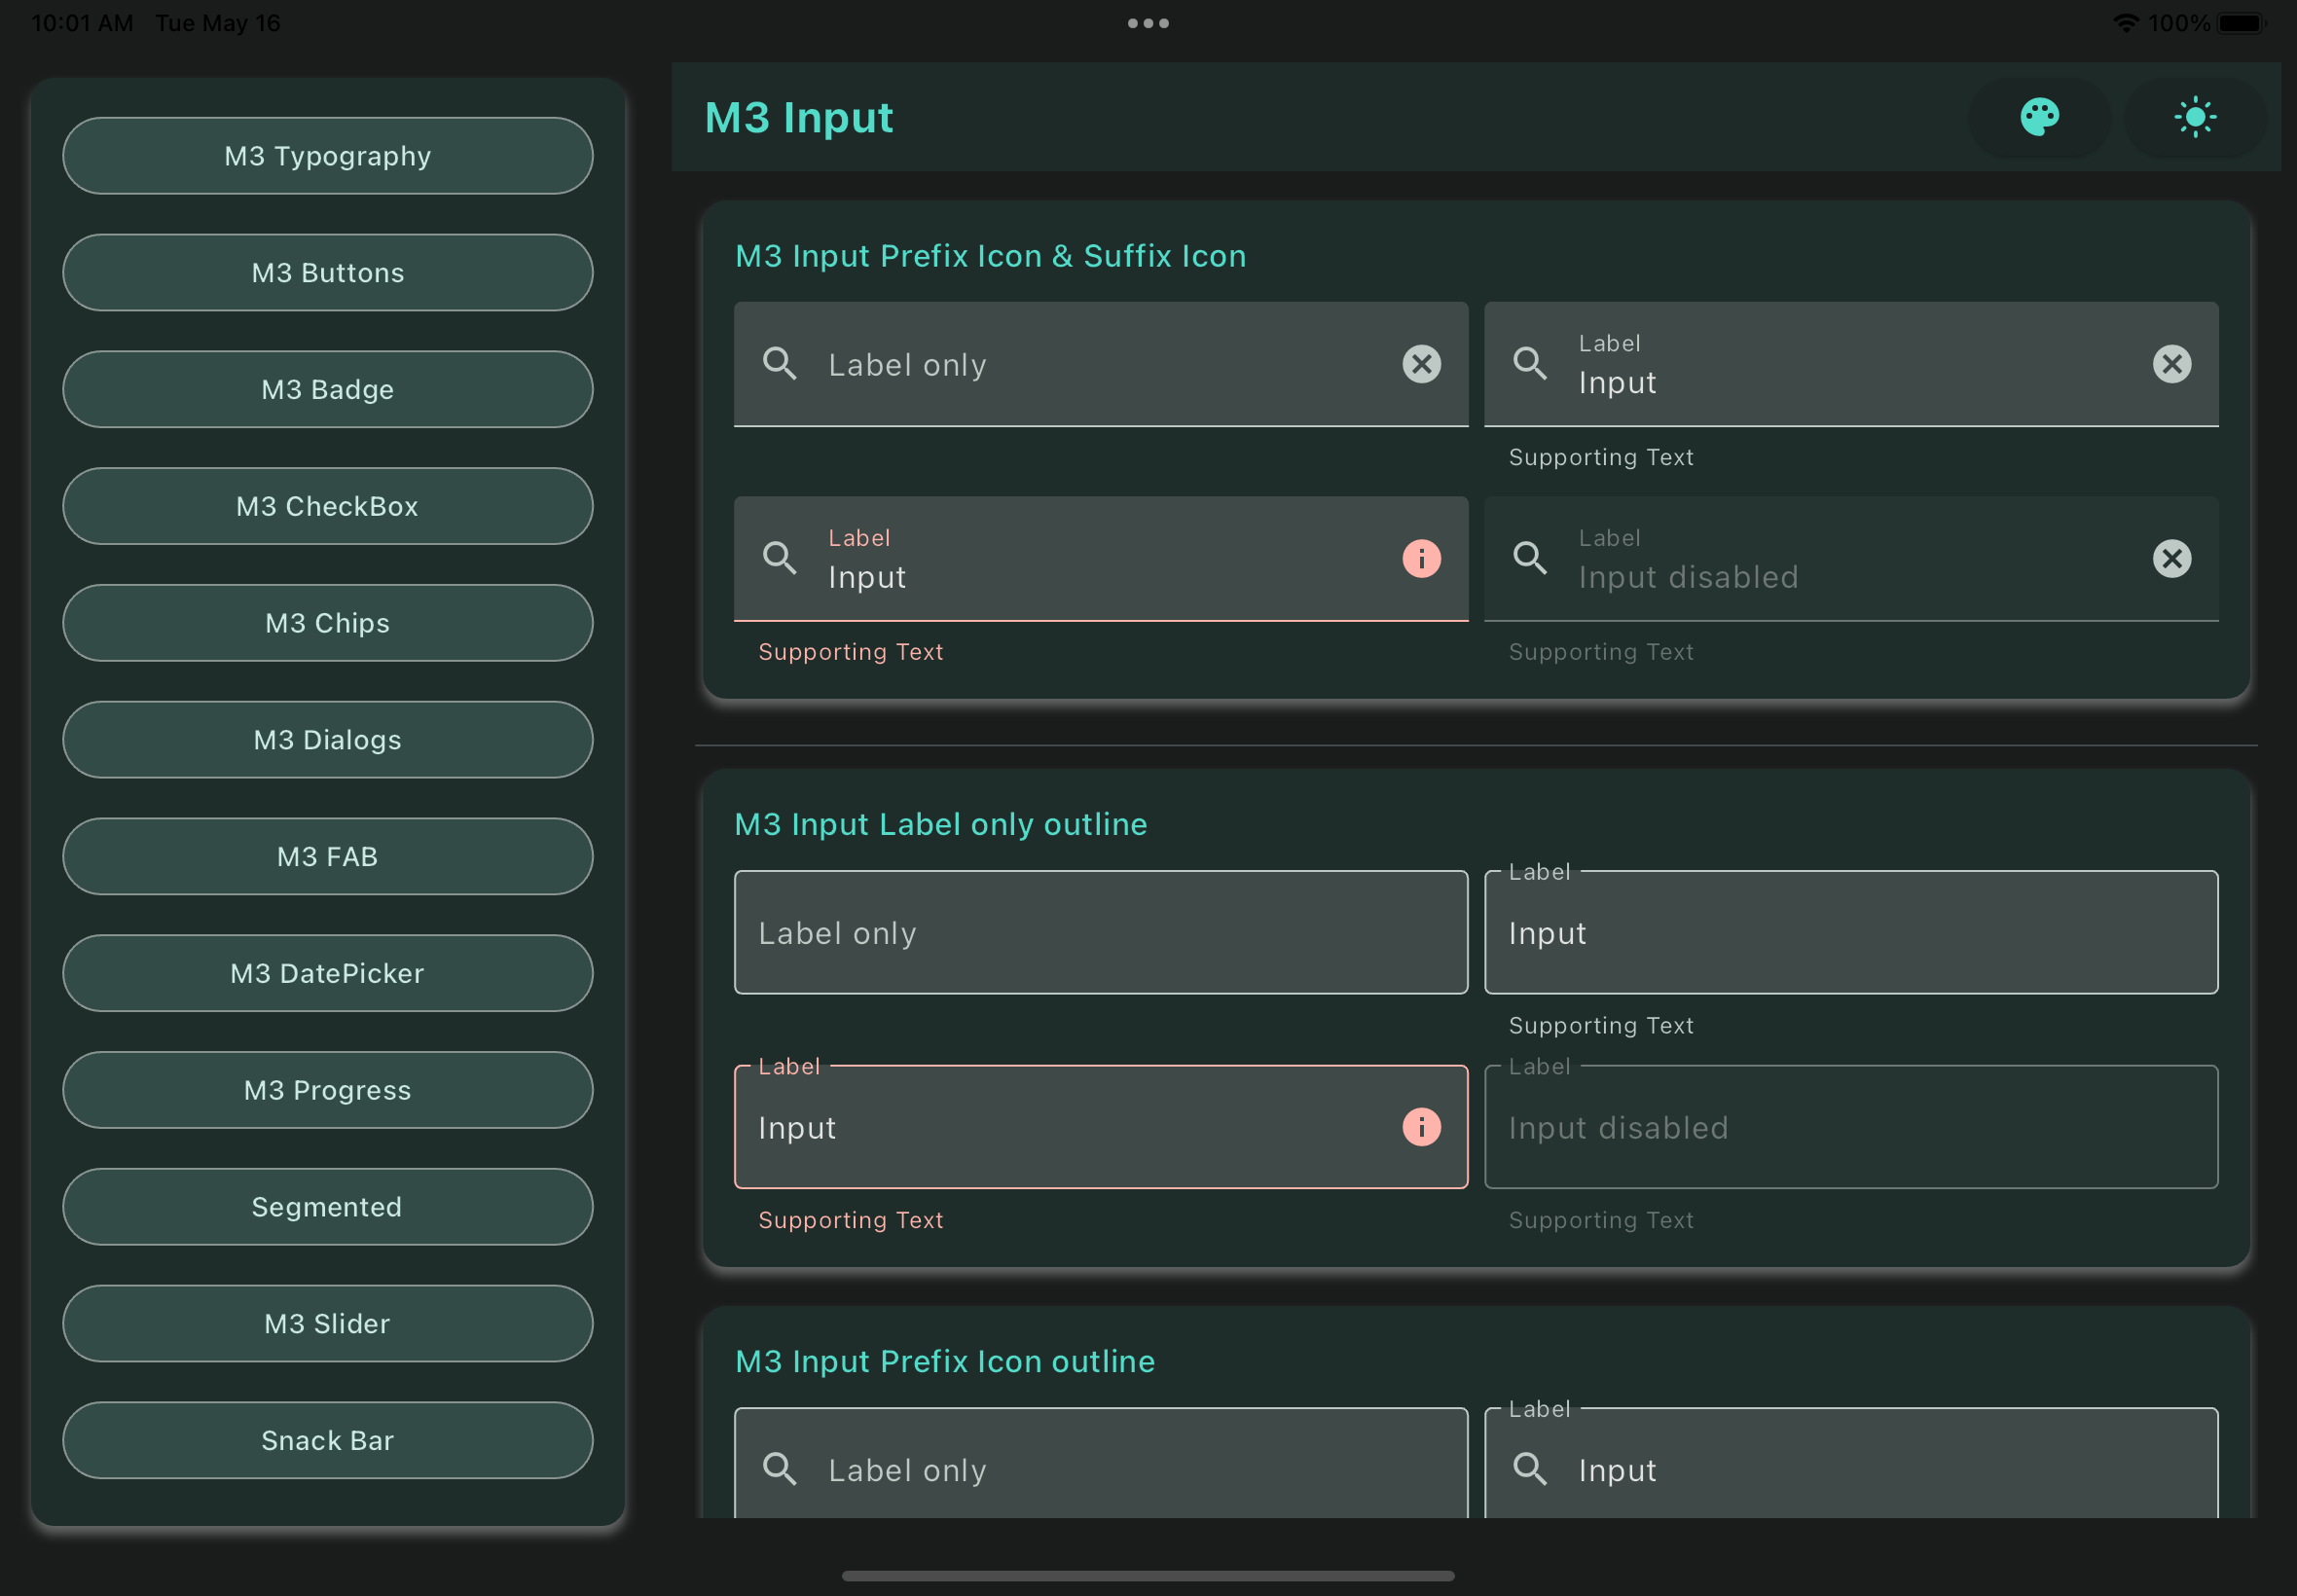 10:01 AM Tue May 16
100%
M3 Typography
M3 Buttons
M3 Badge
M3 CheckBox
M3 Chips
M3 Dialogs
M3 FAB
M3 DatePicker
M3 Progress
Segmented
M3 Slider
Snack Bar
M3 Input
M3 Input Prefix Icon & Suffix Icon
Label only
Label
Input
Supporting Text
Label
Input
Supporting Text
Label
Input disabled
Supporting Text
M3 Input Label only outline
Label only
Label
Input
Supporting Text
Label
Input
Supporting Text
Label
Input disabled
Supporting Text
M3 Input Prefix Icon outline
Label only
Label
Input